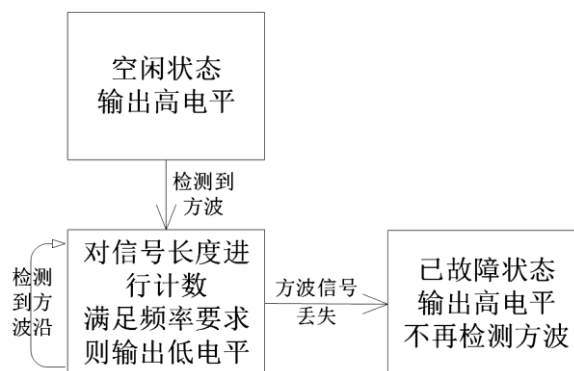 空闲状态
输出高电平
检测到
方波
对信号长度进
行计数
满足频率要求
则输出低电平
检测
到方
波沿
方波信号
丢失
已故障状态
输出高电平
不再检测方波